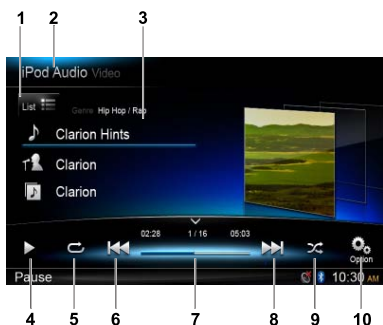 1 2 3
iPod Audio Video
List Genre Hip Hop / Rap
Clarion Hints
Clarion
Clarion
02:28 1 / 16 05:03
Option
Pause 10:30 AM
4 5 6 7 8 9 10